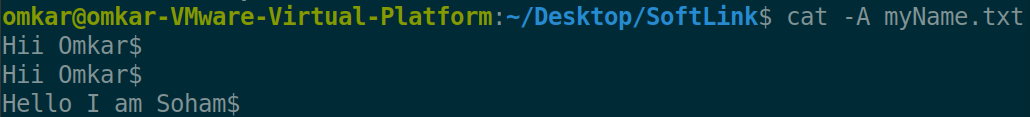 omkar@omkar-VMware-Virtual-Platform:~/Desktop/SoftLink$ cat -A myName.txt
Hii Omkar$
Hii Omkar$
Hello I am Soham$